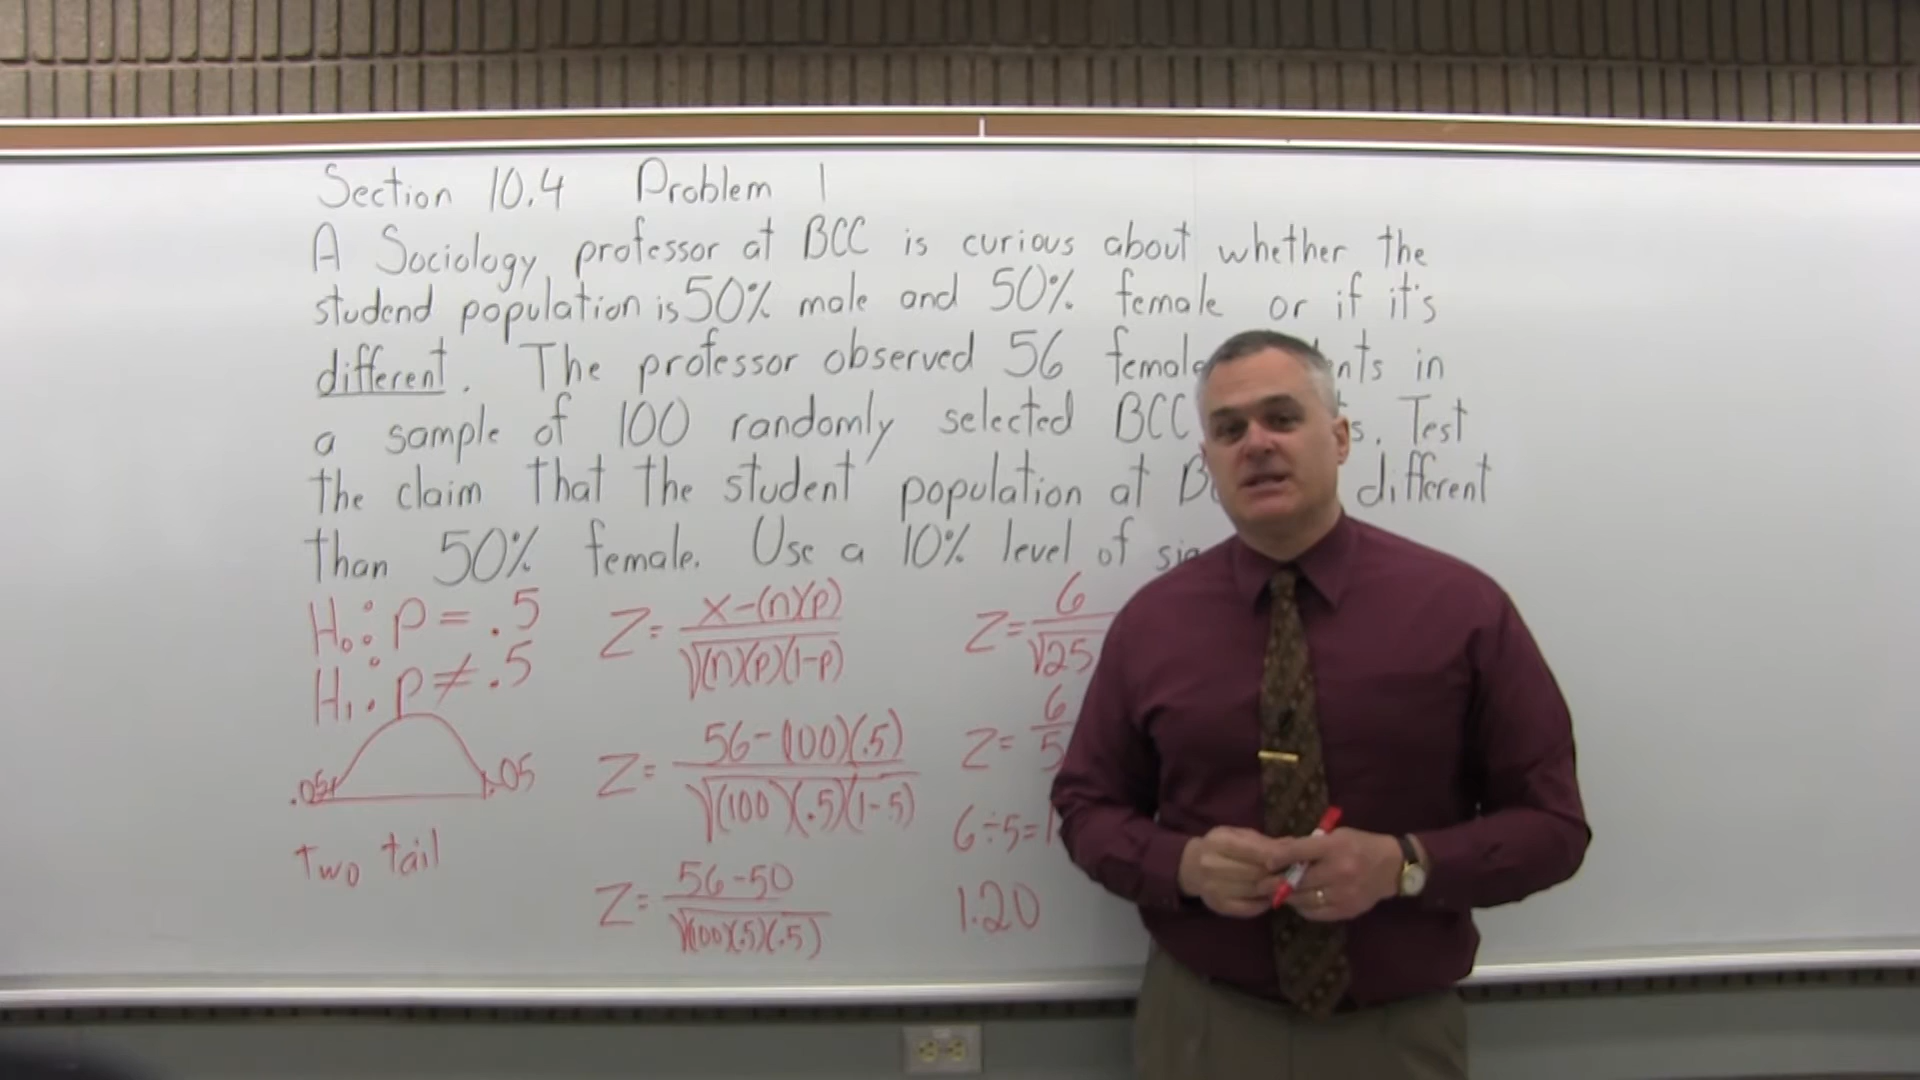 Section 10.4 Problem 1
A Sociology professor at BCC is curious about whether the
studend population is 50% male and 50% female or if it's
different. The professor observed 56 female in
a sample of 100 randomly selected BCC Test
the claim that the student population at different
than 50% female. Use a 10% level of
H₀: p = .5
H₁: p ≠ .5
.05 .05
Two tail
Z = x-(n)(p) / √(n)(p)(1-p)
Z = 56-(100)(.5) / √(100)(.5)(1-.5)
Z = 56-50 / √(100)(.5)(.5)
Z = 6 / √25
Z = 6 / 5
6÷5=1
1.20